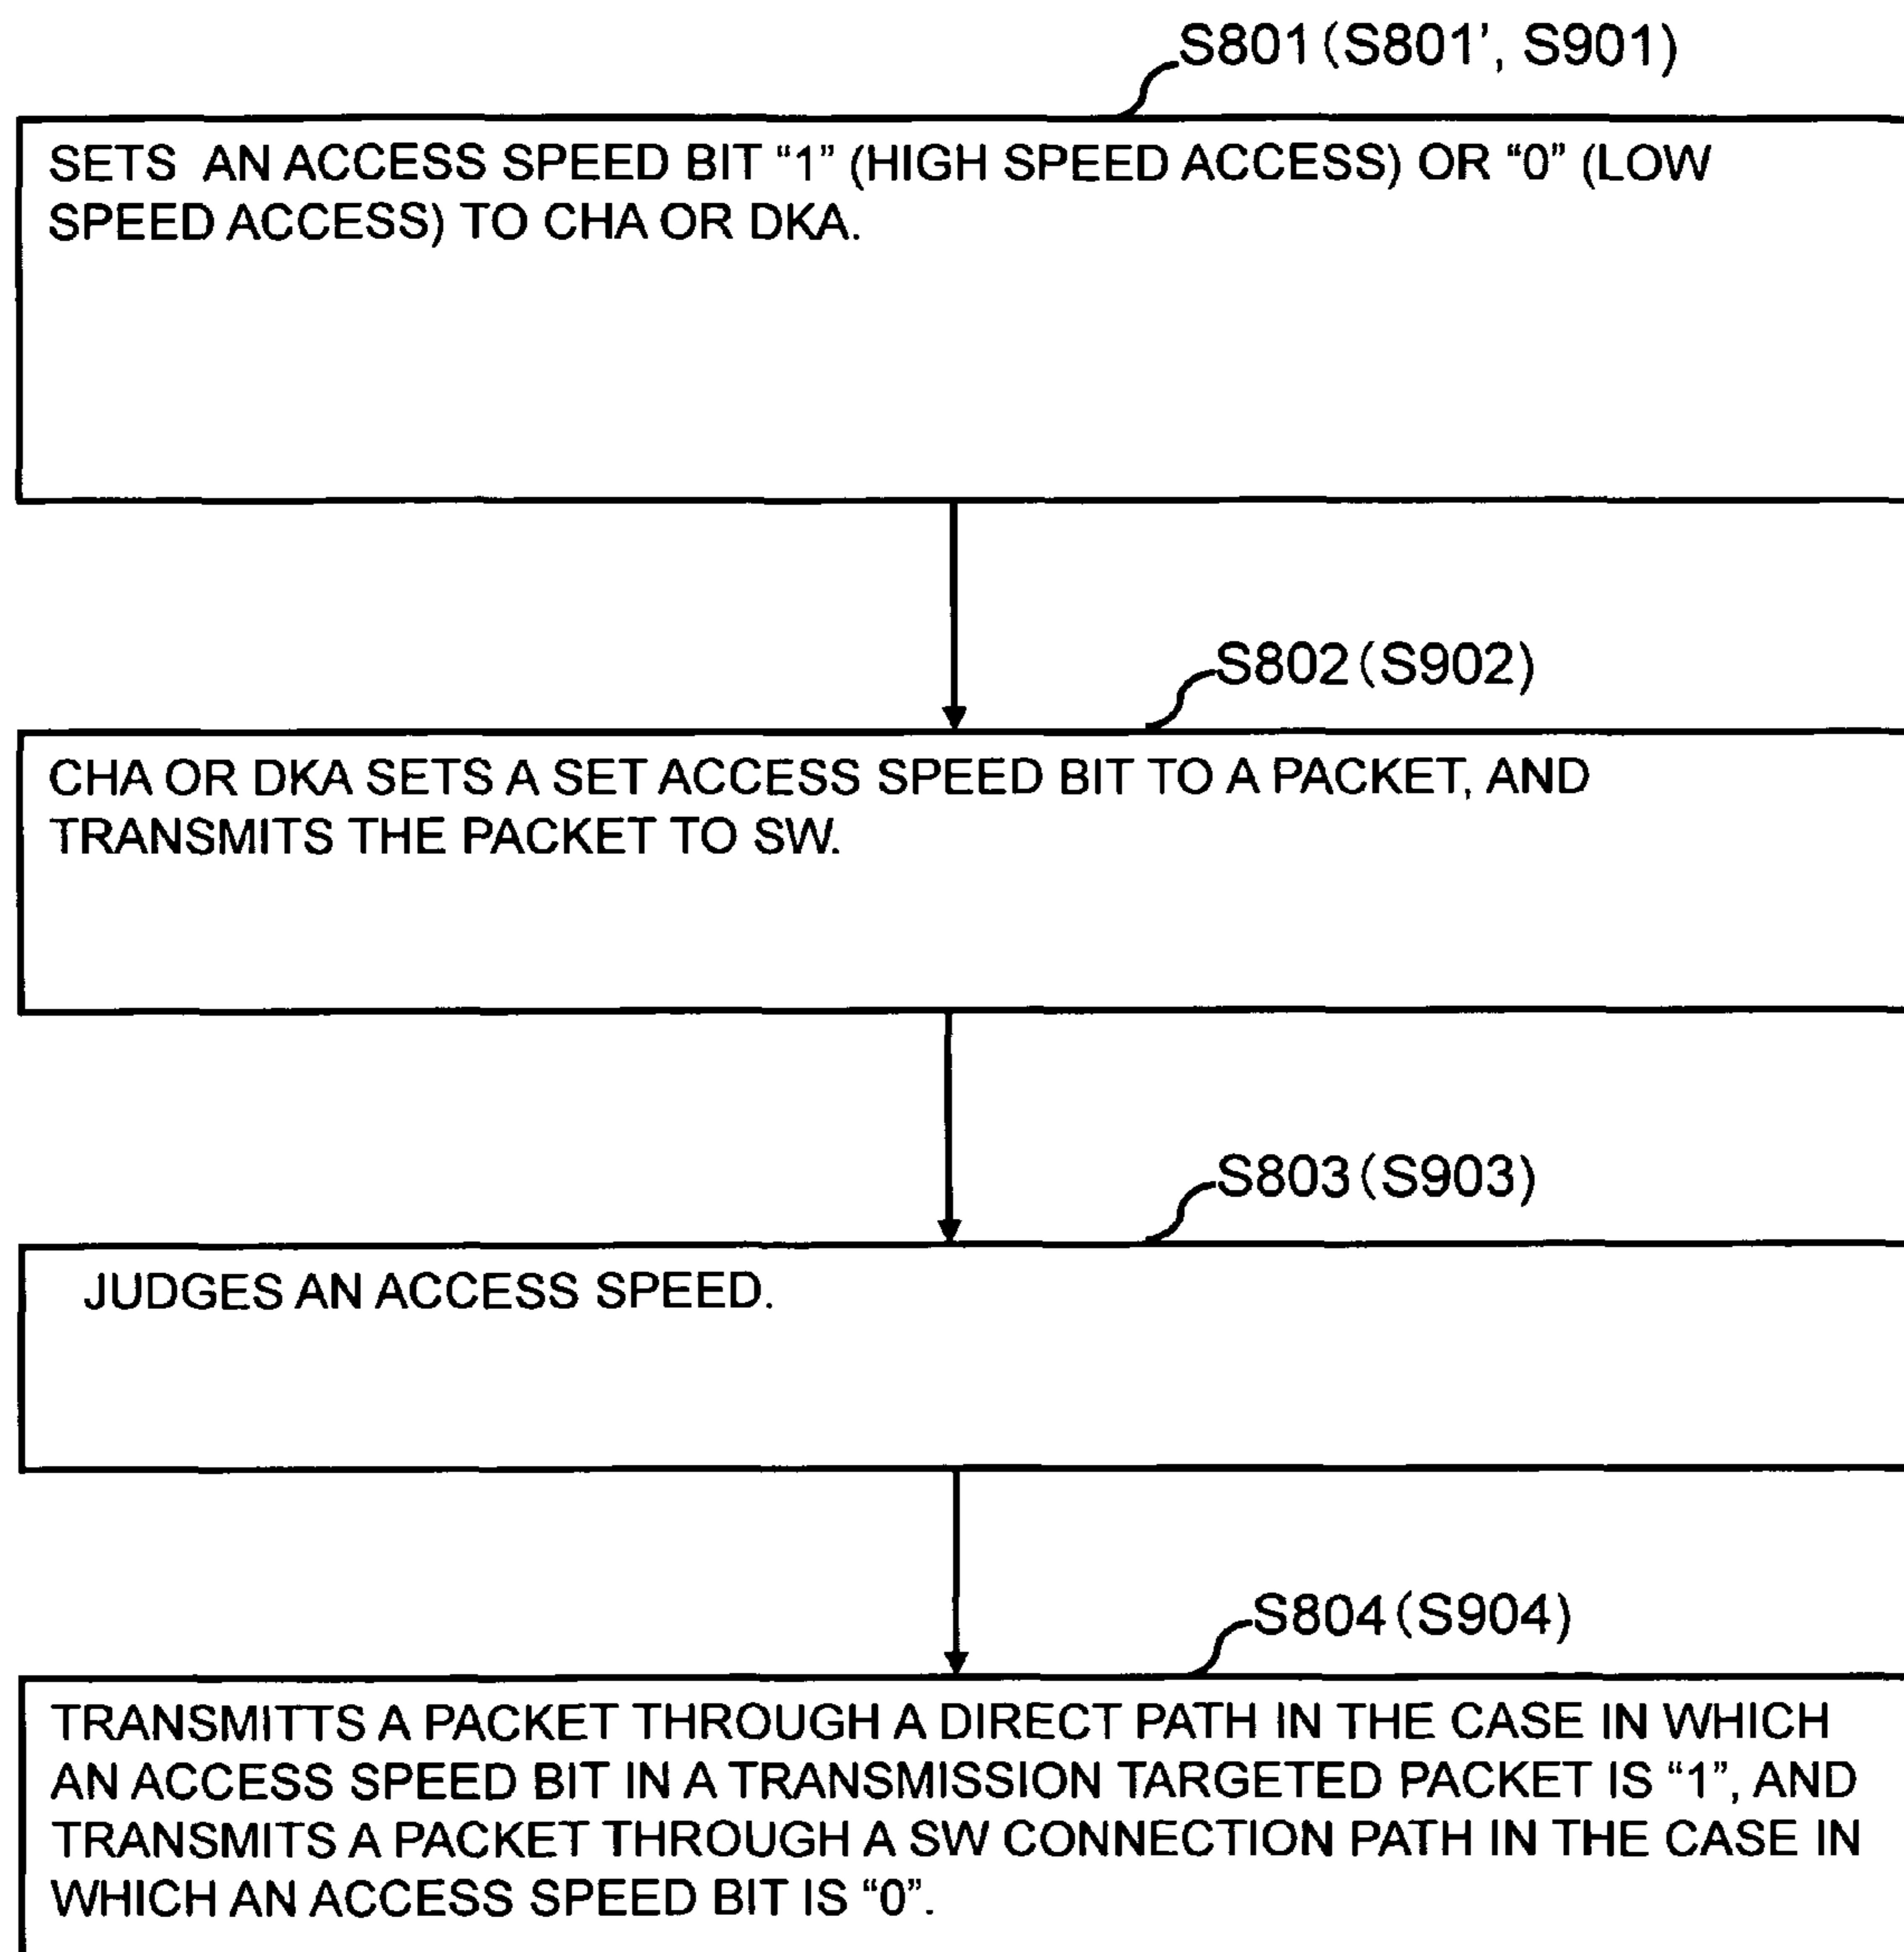 S801 (S801’, S901)
SETS AN ACCESS SPEED BIT “1” (HIGH SPEED ACCESS) OR “0” (LOW
SPEED ACCESS) TO CHA OR DKA.
S802 (S902)
CHA OR DKA SETS A SET ACCESS SPEED BIT TO A PACKET, AND
TRANSMITS THE PACKET TO SW.
S803 (S903)
JUDGES AN ACCESS SPEED.
S804 (S904)
TRANSMITTS A PACKET THROUGH A DIRECT PATH IN THE CASE IN WHICH
AN ACCESS SPEED BIT IN A TRANSMISSION TARGETED PACKET IS “1”, AND
TRANSMITS A PACKET THROUGH A SW CONNECTION PATH IN THE CASE IN
WHICH AN ACCESS SPEED BIT IS “0”.